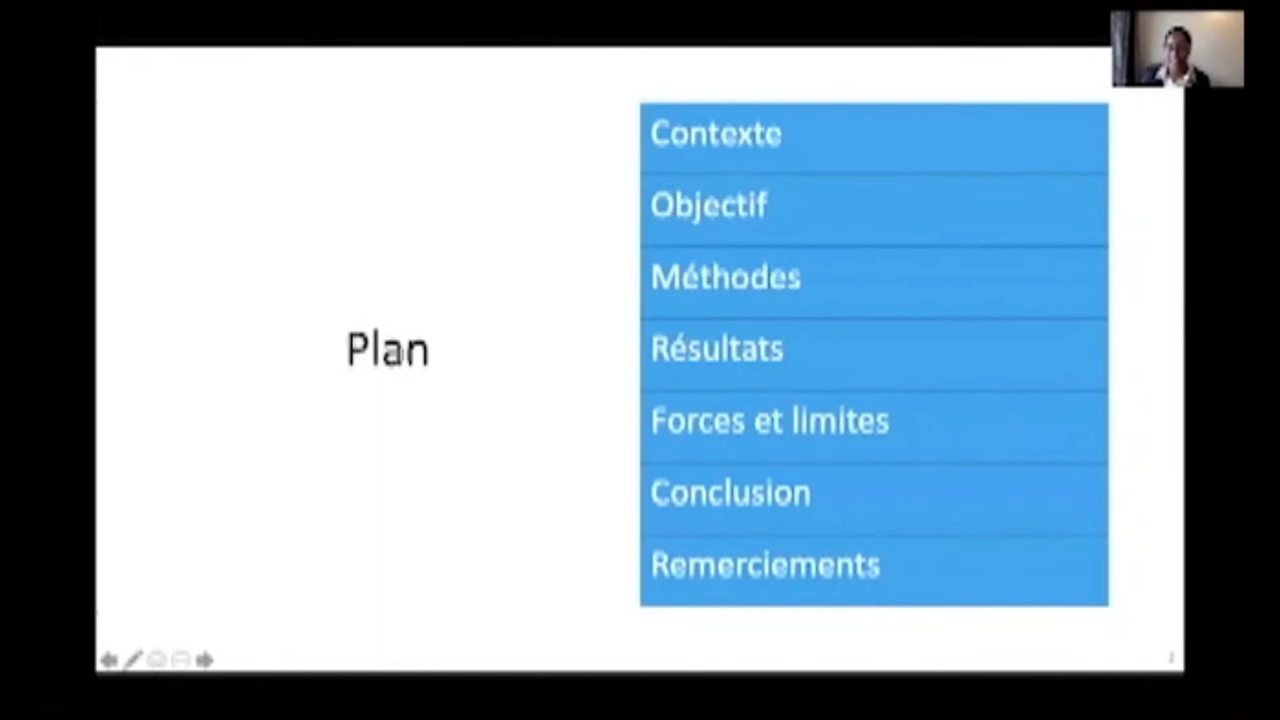 Plan
Contexte
Objectif
Méthodes
Résultats
Forces et limites
Conclusion
Remerciements